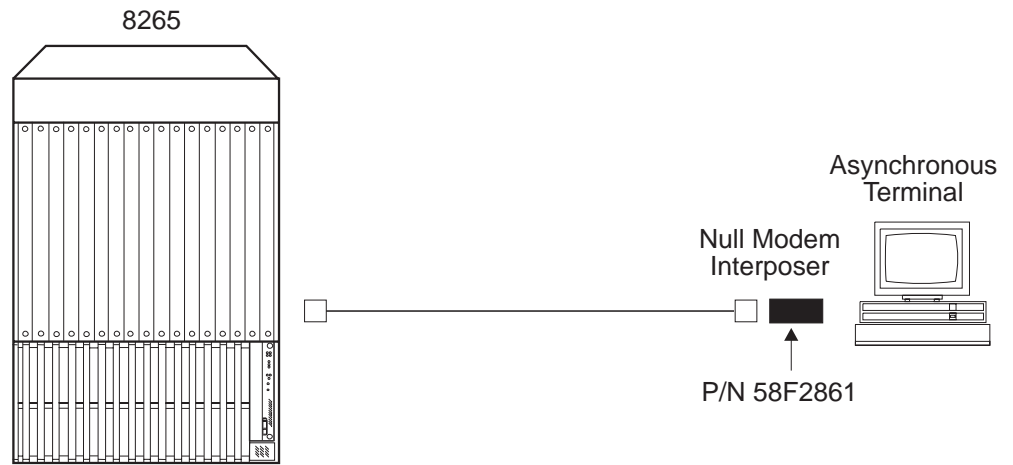 8265
Asynchronous
Terminal
Null Modem
Interposer
P/N 58F2861